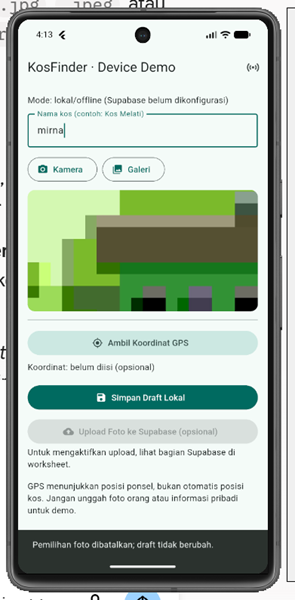 .jpg .jpeg atau
4:13
KosFinder · Device Demo
Mode: lokal/offline (Supabase belum dikonfigurasi)
Nama kos (contoh: Kos Melati)
mirna
Kamera
Galeri
Ambil Koordinat GPS
Koordinat: belum diisi (opsional)
Simpan Draft Lokal
Upload Foto ke Supabase (opsional)
Untuk mengaktifkan upload, lihat bagian Supabase di
worksheet.
GPS menunjukkan posisi ponsel, bukan otomatis posisi
kos. Jangan unggah foto orang atau informasi pribadi
untuk demo.
Pemilihan foto dibatalkan; draft tidak berubah.